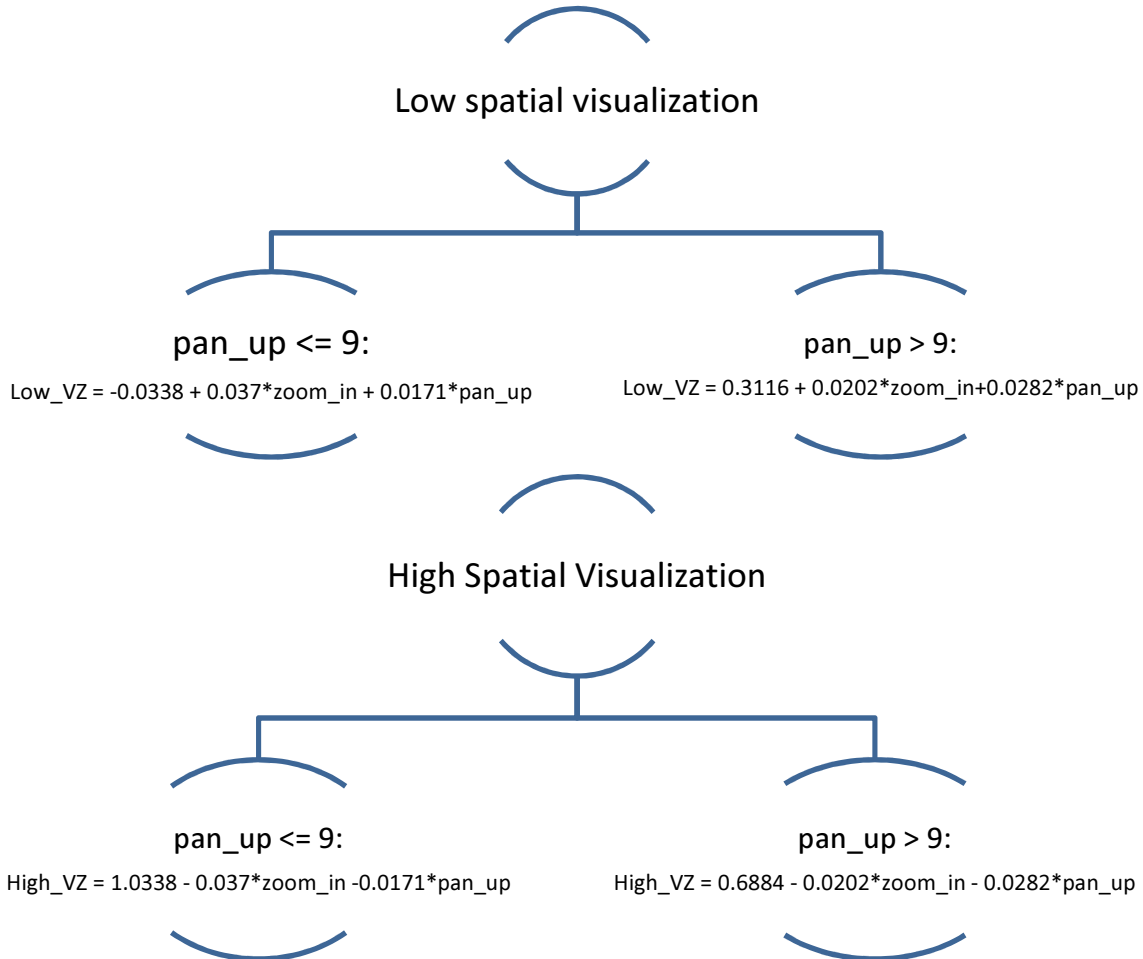 Low spatial visualization
pan_up <= 9:
Low_VZ = -0.0338 + 0.037*zoom_in + 0.0171*pan_up
pan_up > 9:
Low_VZ = 0.3116 + 0.0202*zoom_in+0.0282*pan_up
High Spatial Visualization
pan_up <= 9:
High_VZ = 1.0338 - 0.037*zoom_in -0.0171*pan_up
pan_up > 9:
High_VZ = 0.6884 - 0.0202*zoom_in - 0.0282*pan_up